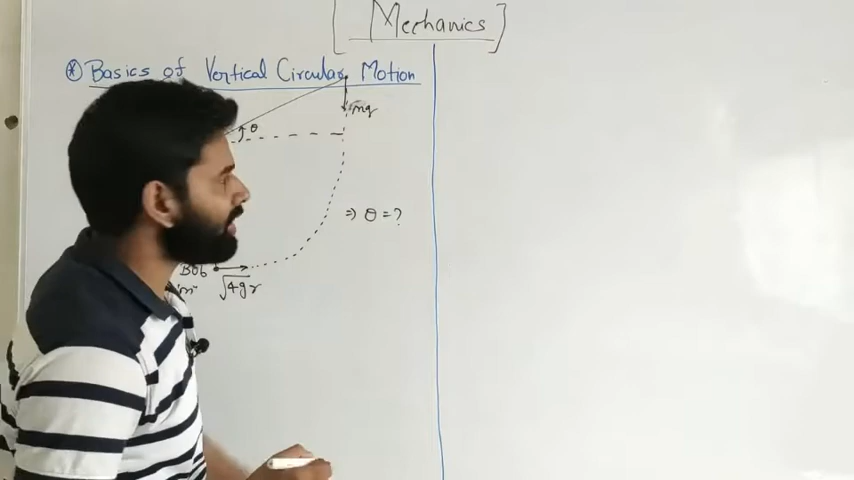 [Mechanics]
⊛ Basics of Vertical Circular Motion
mg
θ
⇒ θ = ?
Bob
"m"
√4gr